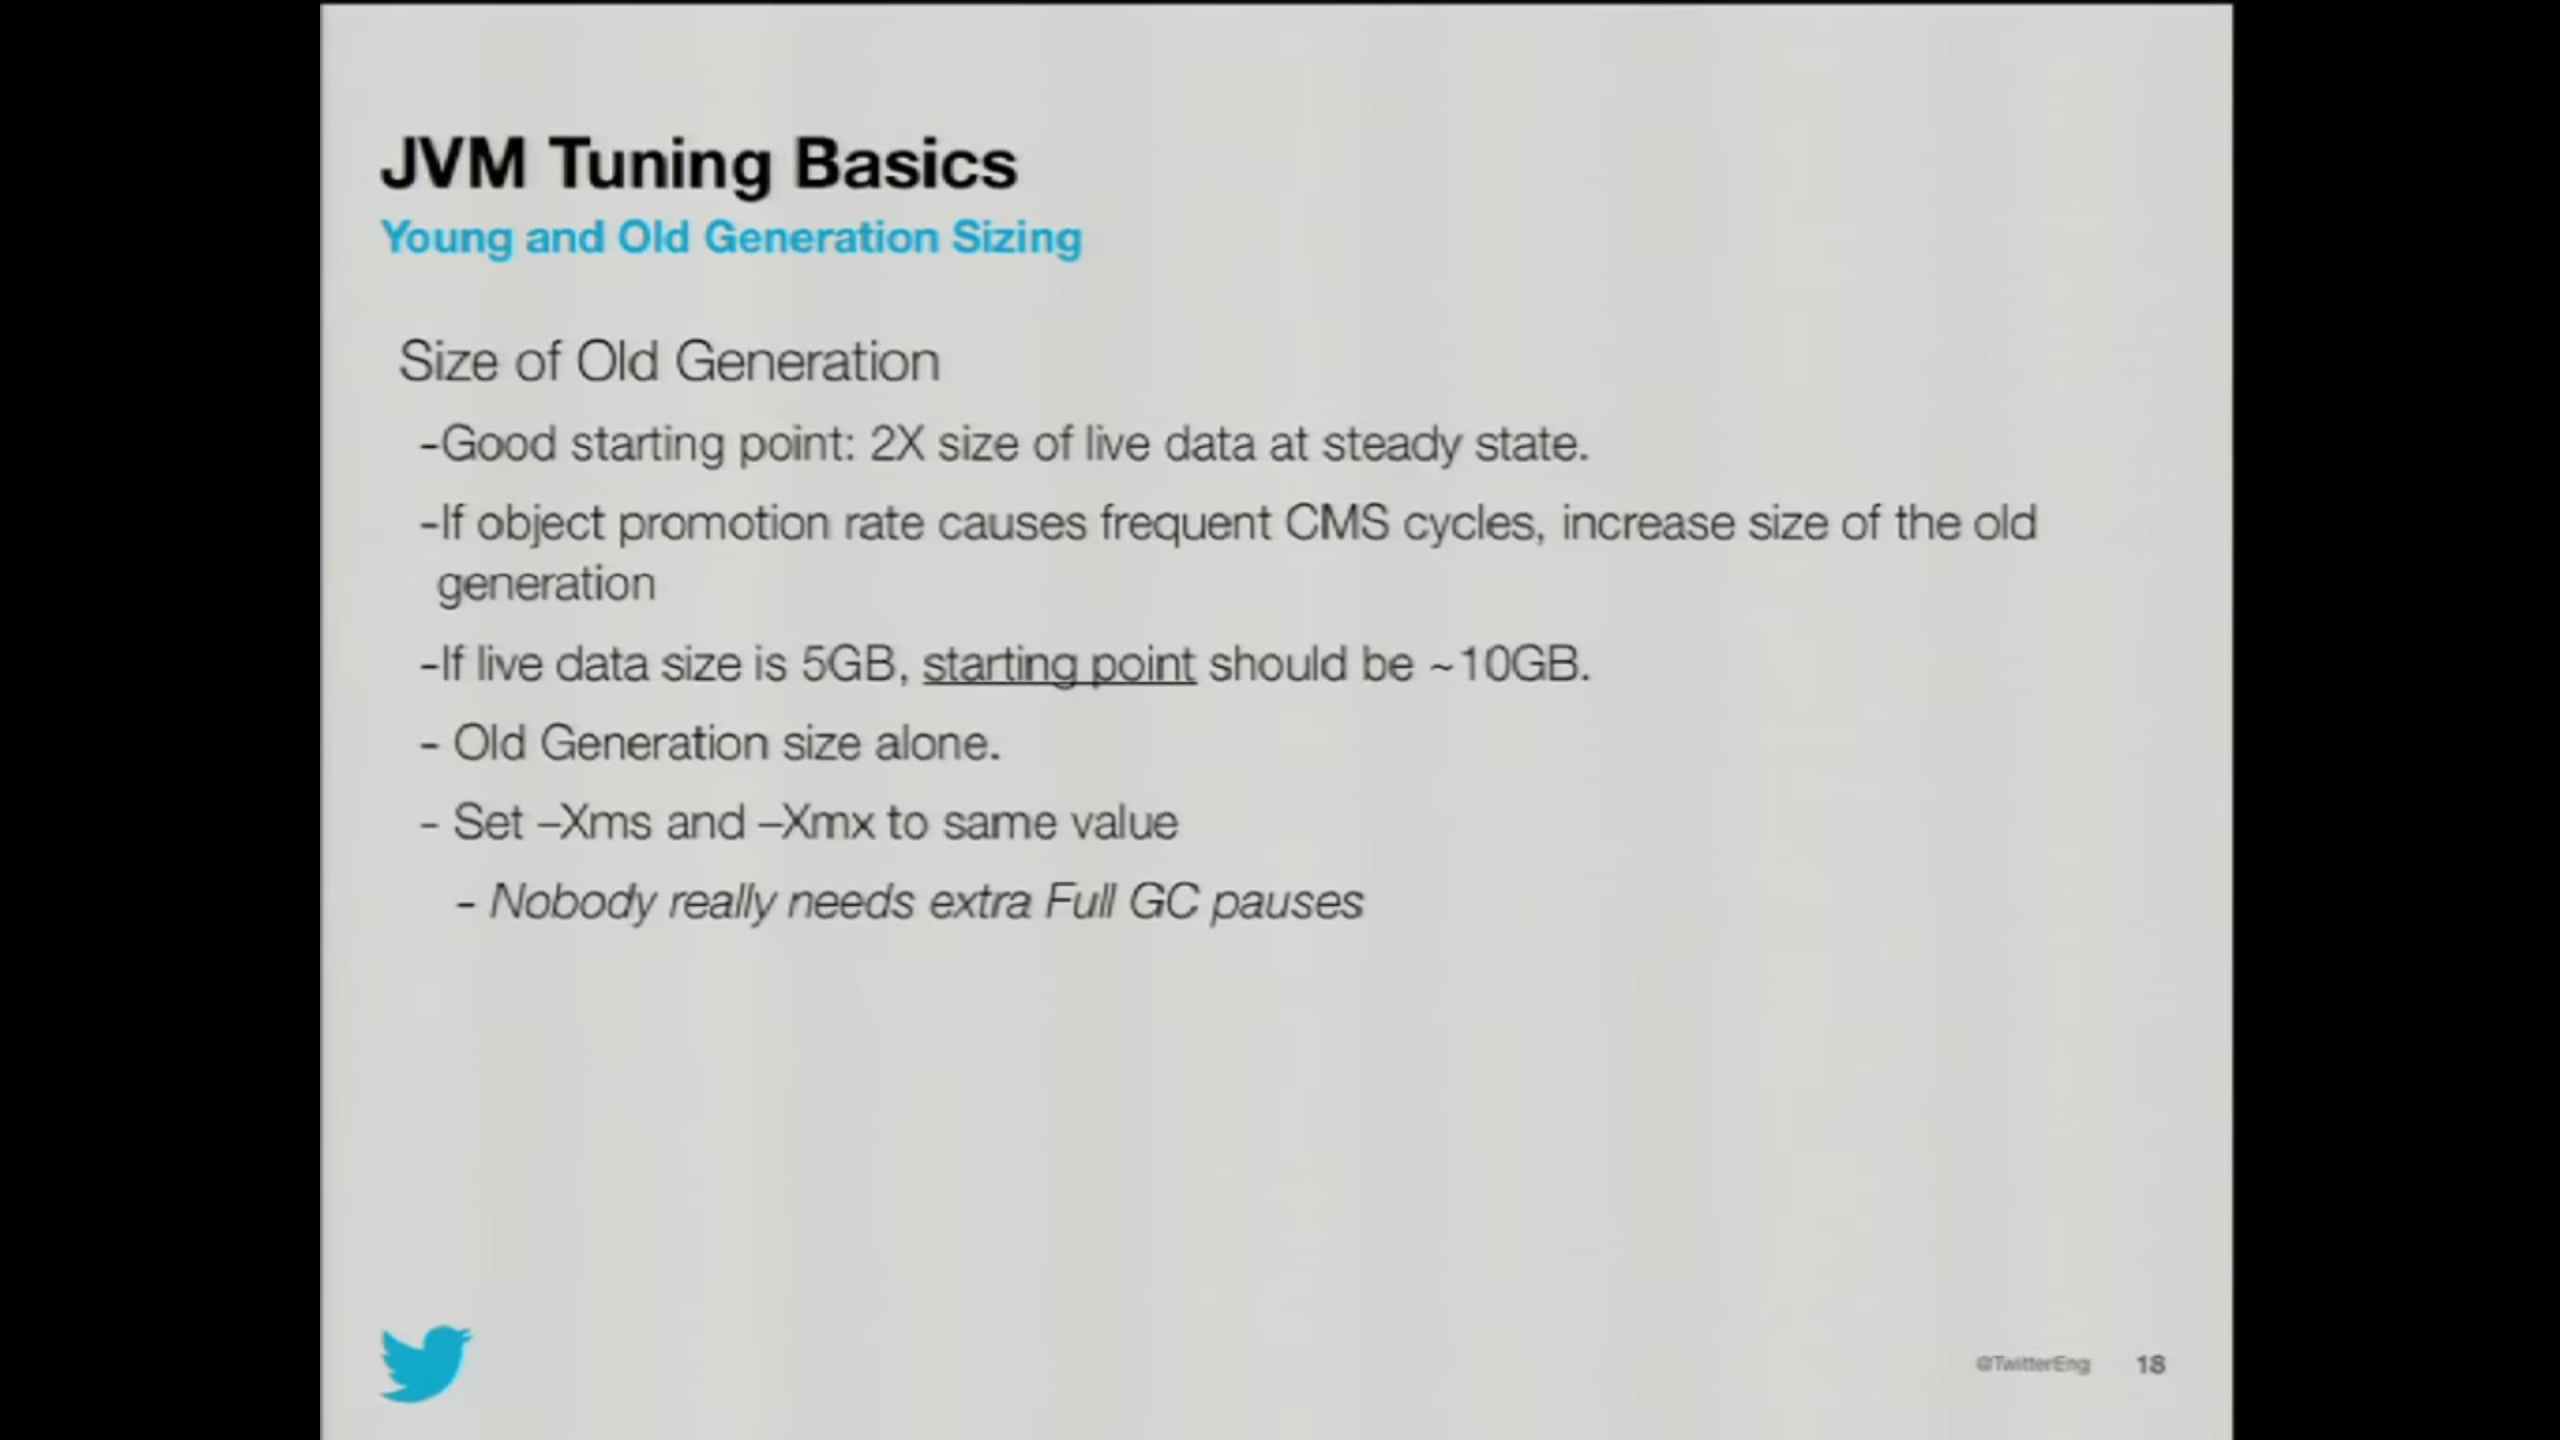 JVM Tuning Basics
Young and Old Generation Sizing
Size of Old Generation
-Good starting point: 2X size of live data at steady state.
-If object promotion rate causes frequent CMS cycles, increase size of the old
generation
-If live data size is 5GB, starting point should be ~10GB.
- Old Generation size alone.
- Set –Xms and –Xmx to same value
- Nobody really needs extra Full GC pauses
@TwitterEng 18